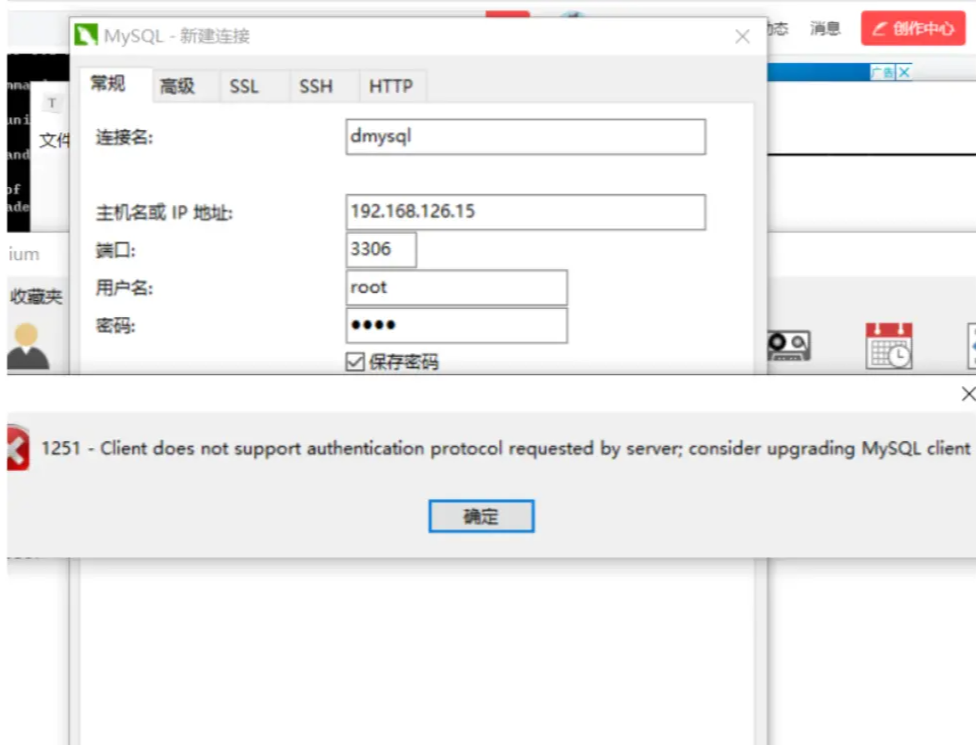 MySQL - 新建连接
消息
创作中心
广告
常规 高级 SSL SSH HTTP
T
文件
连接名: dmysql
主机名或 IP 地址: 192.168.126.15
端口: 3306
ium
用户名: root
收藏夹
密码: ●●●●
保存密码
1251 - Client does not support authentication protocol requested by server; consider upgrading MySQL client
确定